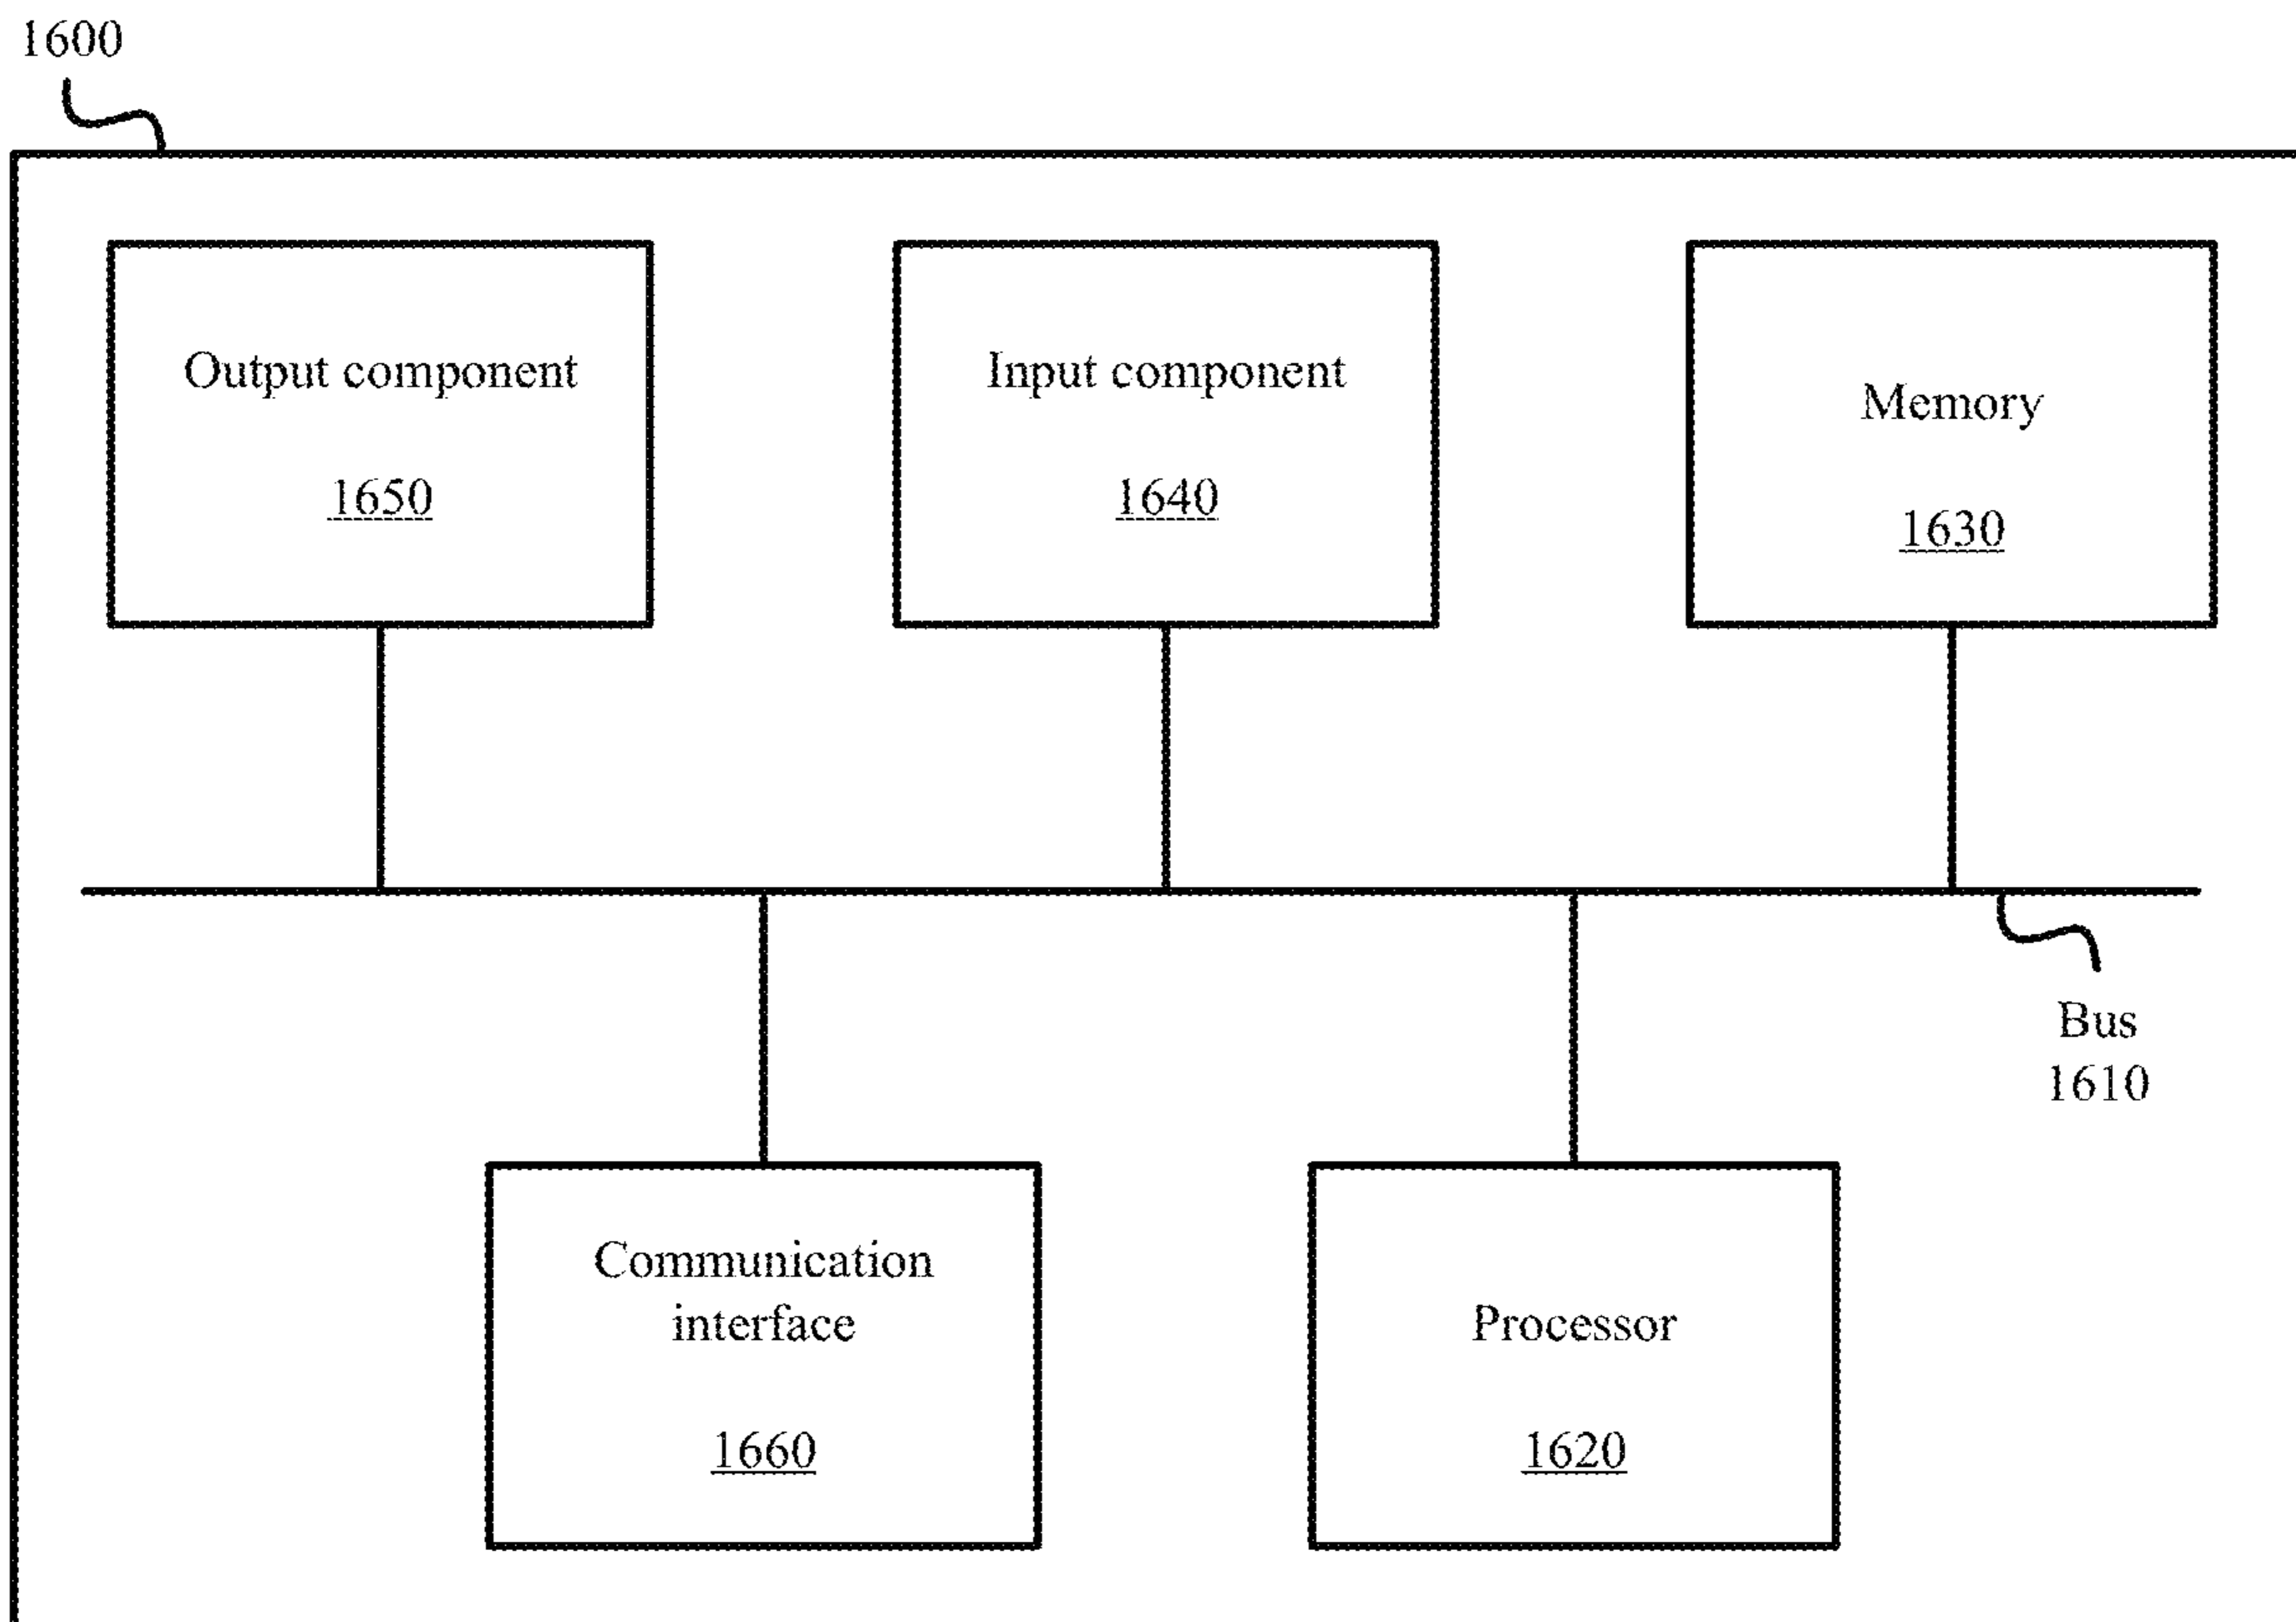 1600
Output component
1650
Input component
1640
Memory
1630
Bus
1610
Communication
interface
1660
Processor
1620